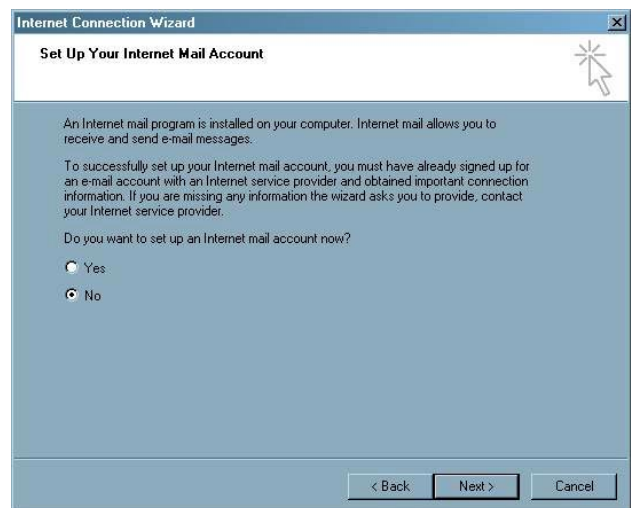 Internet Connection Wizard
Set Up Your Internet Mail Account
An Internet mail program is installed on your computer. Internet mail allows you to
receive and send e-mail messages.
To successfully set up your Internet mail account, you must have already signed up for
an e-mail account with an Internet service provider and obtained important connection
information. If you are missing any information the wizard asks you to provide, contact
your Internet service provider.
Do you want to set up an Internet mail account now?
Yes
No
< Back Next > Cancel